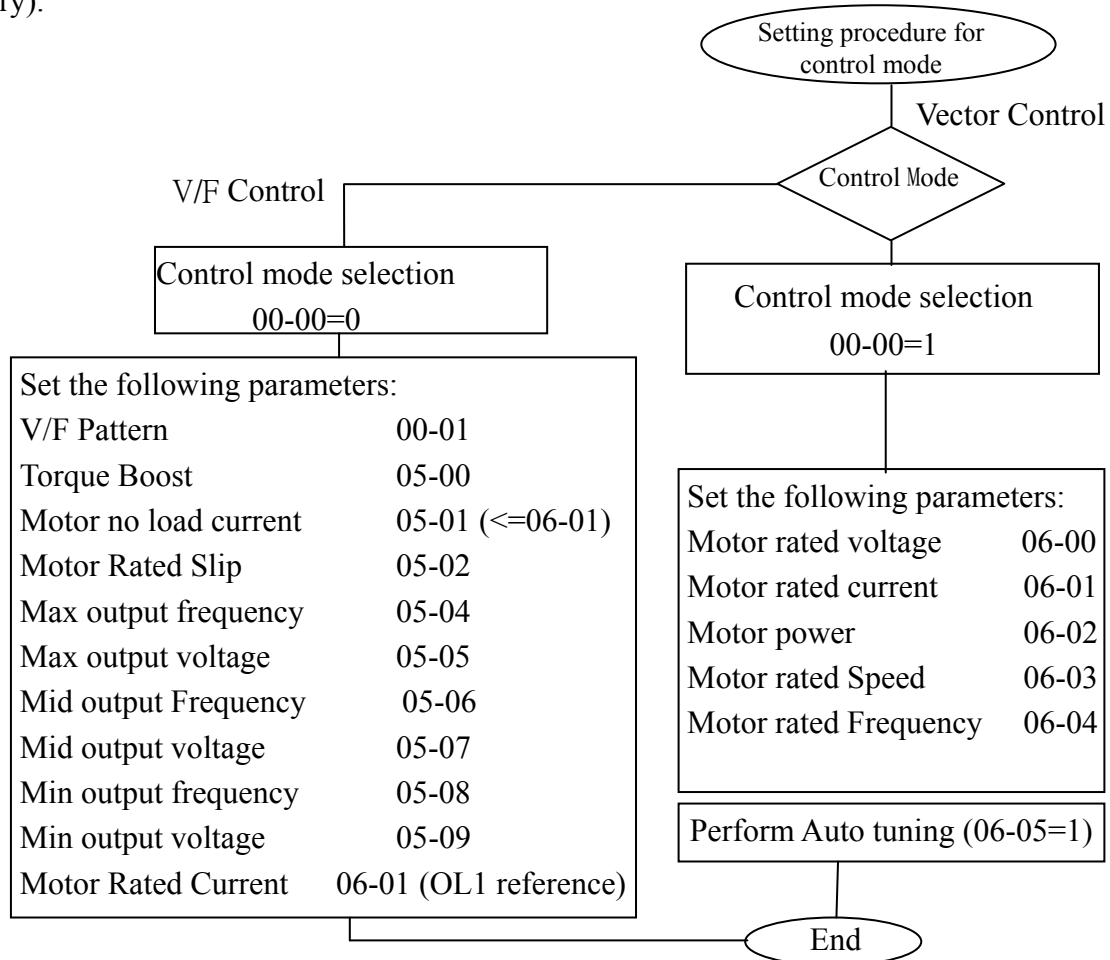 ry).
Setting procedure for
control mode
Vector Control
Control Mode
V/F Control
Control mode selection
00-00=0
Control mode selection
00-00=1
Set the following parameters:
V/F Pattern 00-01
Torque Boost 05-00
Motor no load current 05-01 (<=06-01)
Motor Rated Slip 05-02
Max output frequency 05-04
Max output voltage 05-05
Mid output Frequency 05-06
Mid output voltage 05-07
Min output frequency 05-08
Min output voltage 05-09
Motor Rated Current 06-01 (OL1 reference)
Set the following parameters:
Motor rated voltage 06-00
Motor rated current 06-01
Motor power 06-02
Motor rated Speed 06-03
Motor rated Frequency 06-04
Perform Auto tuning (06-05=1)
End